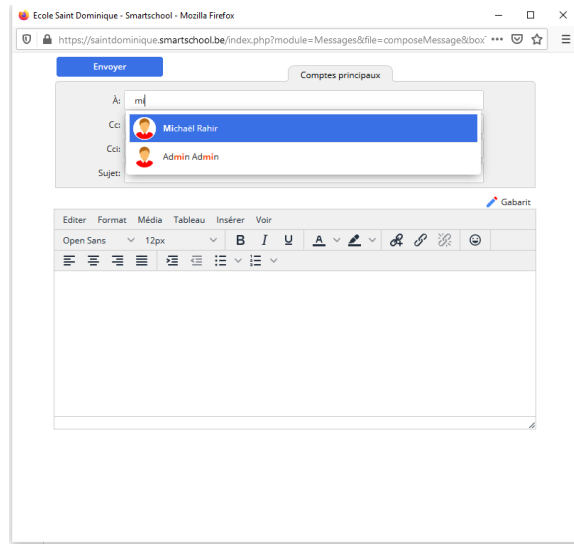 Ecole Saint Dominique - Smartschool - Mozilla Firefox
https://saintdominique.smartschool.be/index.php?module=Messages&file=composeMessage&box
Envoyer
Comptes principaux
À: mi
Cc:
Michaël Rahir
Cci:
Admin Admin
Sujet:
Gabarit
Editer Format Média Tableau Insérer Voir
Open Sans 12px B I U A